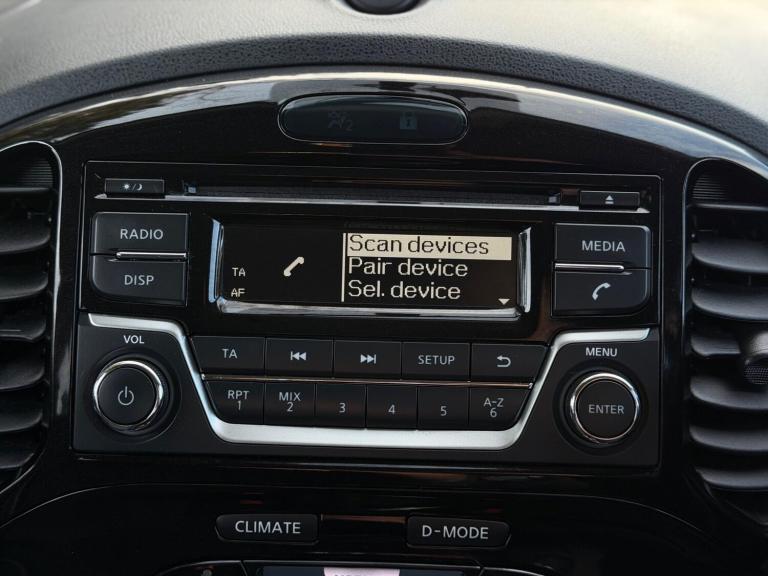 RADIO
DISP
TA
AF
Scan devices
Pair device
Sel. device
MEDIA
VOL
TA
SETUP
MENU
RPT
1
MIX
2
3
4
5
A-Z
6
ENTER
CLIMATE
D-MODE